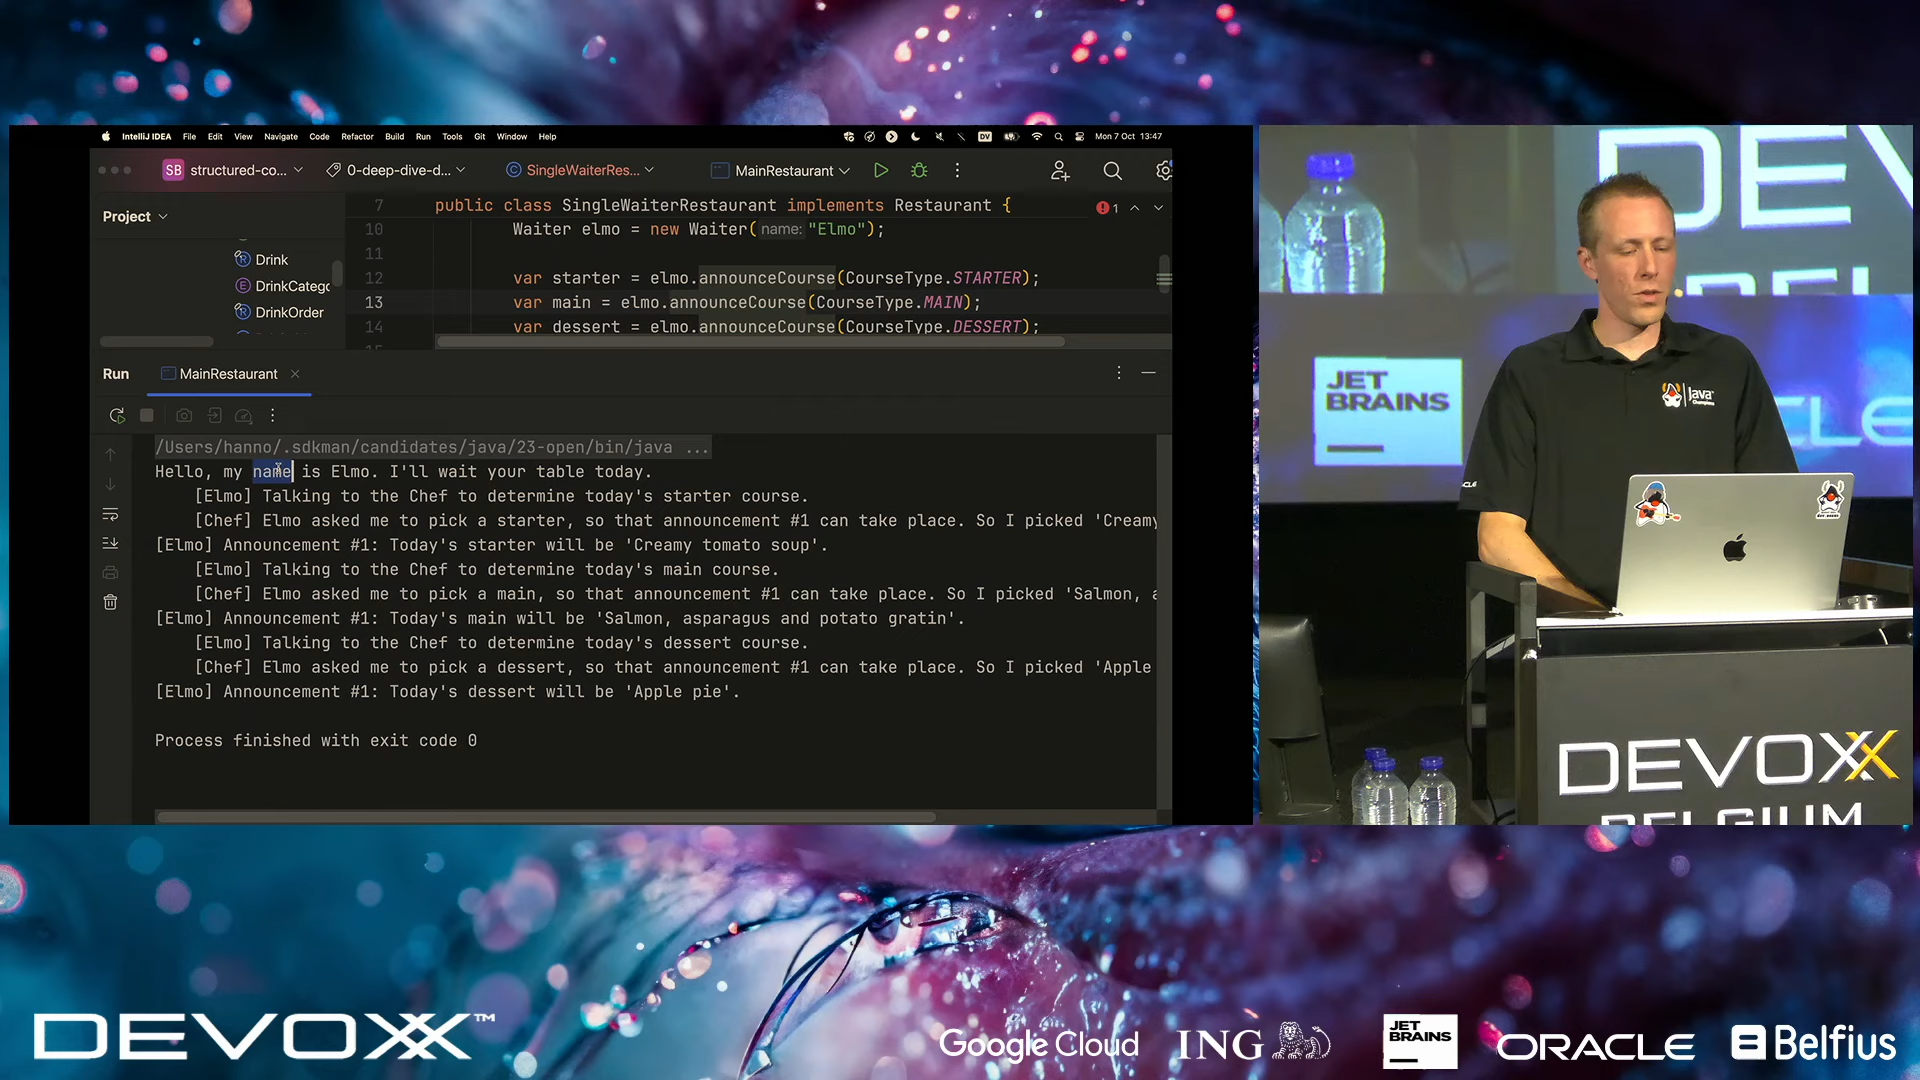 IntelliJ IDEA File Edit View Navigate Code Refactor Build Run Tools Git Window Help
DV
Mon 7 Oct 13:47
SB structured-co... 0-deep-dive-d... SingleWaiterRes... MainRestaurant
Project
Drink
DrinkCatego
DrinkOrder
7 public class SingleWaiterRestaurant implements Restaurant {
10 Waiter elmo = new Waiter( name: "Elmo");
11
12 var starter = elmo.announceCourse(CourseType.STARTER);
13 var main = elmo.announceCourse(CourseType.MAIN);
14 var dessert = elmo.announceCourse(CourseType.DESSERT);
1
Run MainRestaurant
/Users/hanno/.sdkman/candidates/java/23-open/bin/java ...
Hello, my name is Elmo. I'll wait your table today.
[Elmo] Talking to the Chef to determine today's starter course.
[Chef] Elmo asked me to pick a starter, so that announcement #1 can take place. So I picked 'Creamy
[Elmo] Announcement #1: Today's starter will be 'Creamy tomato soup'.
[Elmo] Talking to the Chef to determine today's main course.
[Chef] Elmo asked me to pick a main, so that announcement #1 can take place. So I picked 'Salmon, a
[Elmo] Announcement #1: Today's main will be 'Salmon, asparagus and potato gratin'.
[Elmo] Talking to the Chef to determine today's dessert course.
[Chef] Elmo asked me to pick a dessert, so that announcement #1 can take place. So I picked 'Apple
[Elmo] Announcement #1: Today's dessert will be 'Apple pie'.
Process finished with exit code 0
DEVO
BELGI
JET
BRAINS
ORACLE
CLE
Java
Champions
DEVOXX
BELGIUM
DEVOXX™
Google Cloud
ING
JET
BRAINS
ORACLE
Belfius